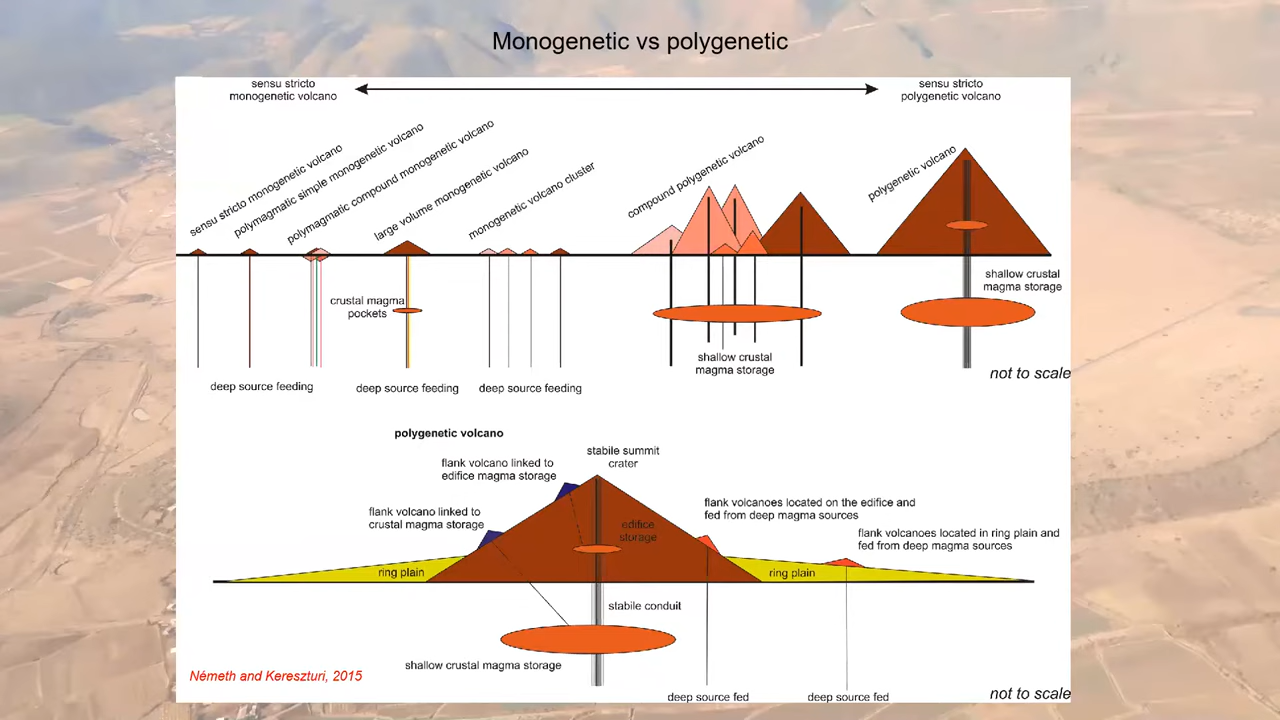 Monogenetic vs polygenetic
sensu stricto
monogenetic volcano
sensu stricto
polygenetic volcano
sensu stricto monogenetic volcano
polymagmatic simple monogenetic volcano
polymagmatic compound monogenetic volcano
large volume monogenetic volcano
monogenetic volcano cluster
compound polygenetic volcano
polygenetic volcano
crustal magma
pockets
shallow crustal
magma storage
deep source feeding
deep source feeding
deep source feeding
shallow crustal
magma storage
not to scale
polygenetic volcano
stabile summit
crater
flank volcano linked to
edifice magma storage
flank volcano linked to
crustal magma storage
edifice
storage
flank volcanoes located on the edifice and
fed from deep magma sources
flank volcanoes located in ring plain and
fed from deep magma sources
ring plain
ring plain
stabile conduit
shallow crustal magma storage
Németh and Kereszturi, 2015
deep source fed
deep source fed
not to scale